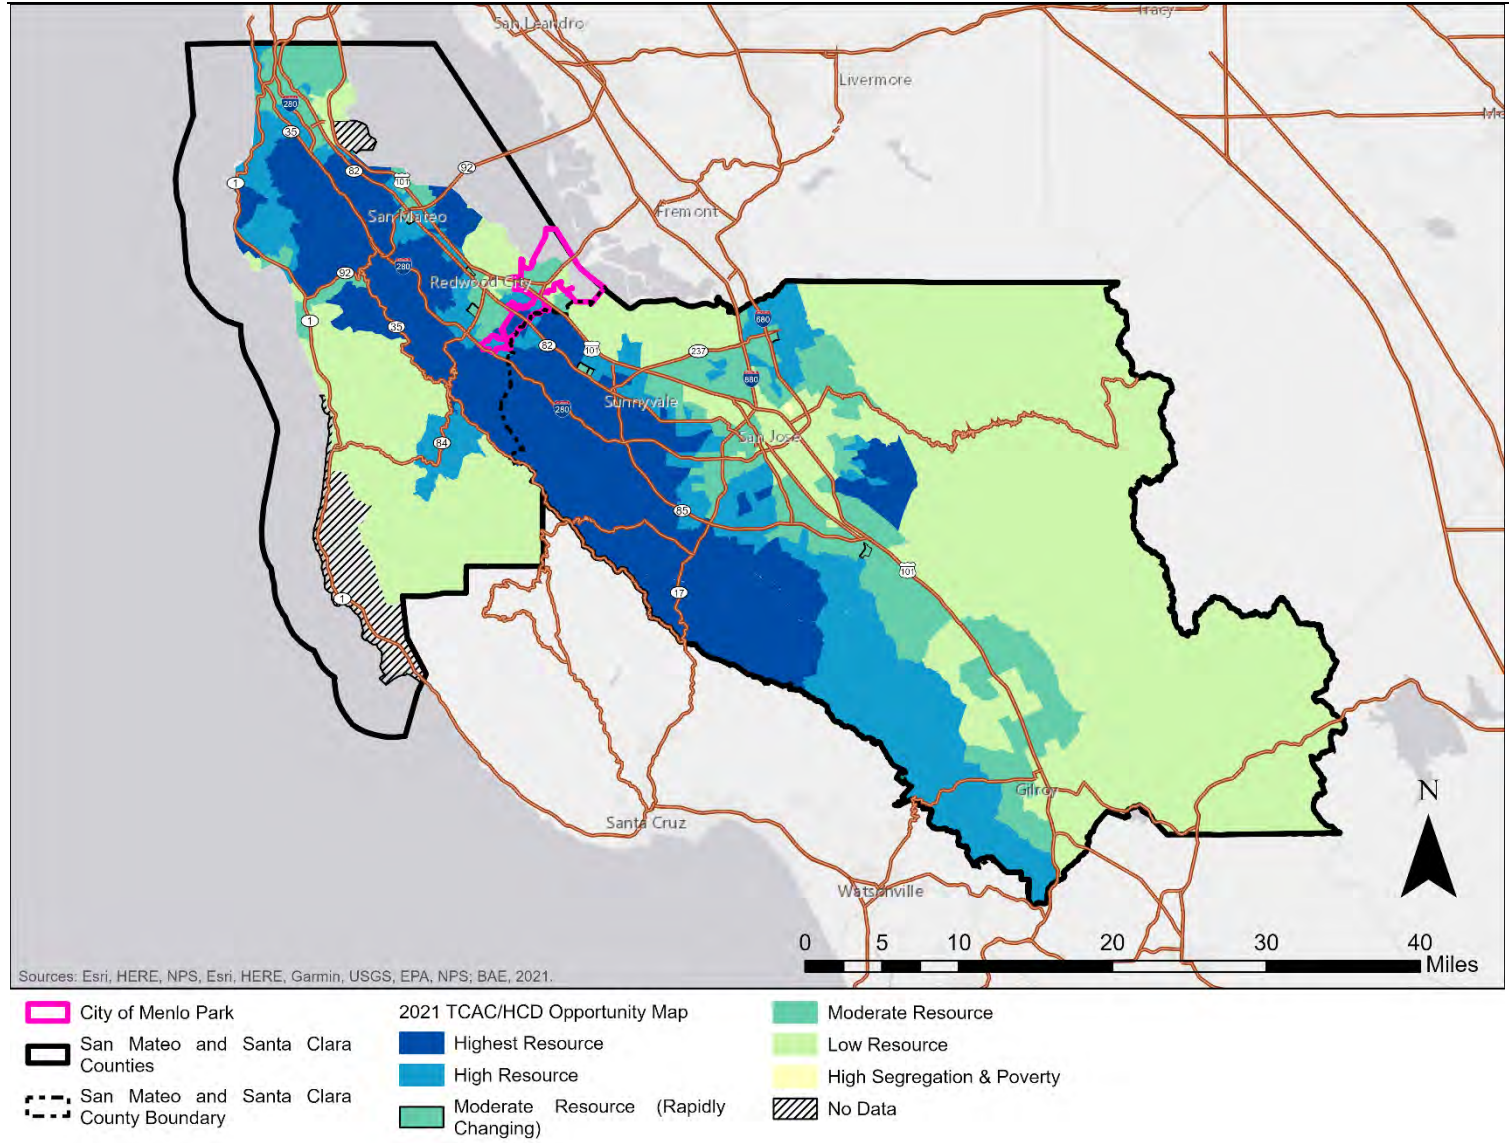 San Leandro
Tracy
Livermore
280
35
82
101
92
1
San Mateo
Fremont
92
280
Redwood City
1
35
82
101
237
680
880
280
Sunnyvale
San Jose
84
85
101
1
17
Gilroy
N
Santa Cruz
Watsonville
0 5 10 20 30 40
Miles
Sources: Esri, HERE, NPS, Esri, HERE, Garmin, USGS, EPA, NPS; BAE, 2021.
City of Menlo Park
San Mateo and Santa Clara
Counties
San Mateo and Santa Clara
County Boundary
2021 TCAC/HCD Opportunity Map
Highest Resource
High Resource
Moderate Resource (Rapidly
Changing)
Moderate Resource
Low Resource
High Segregation & Poverty
No Data